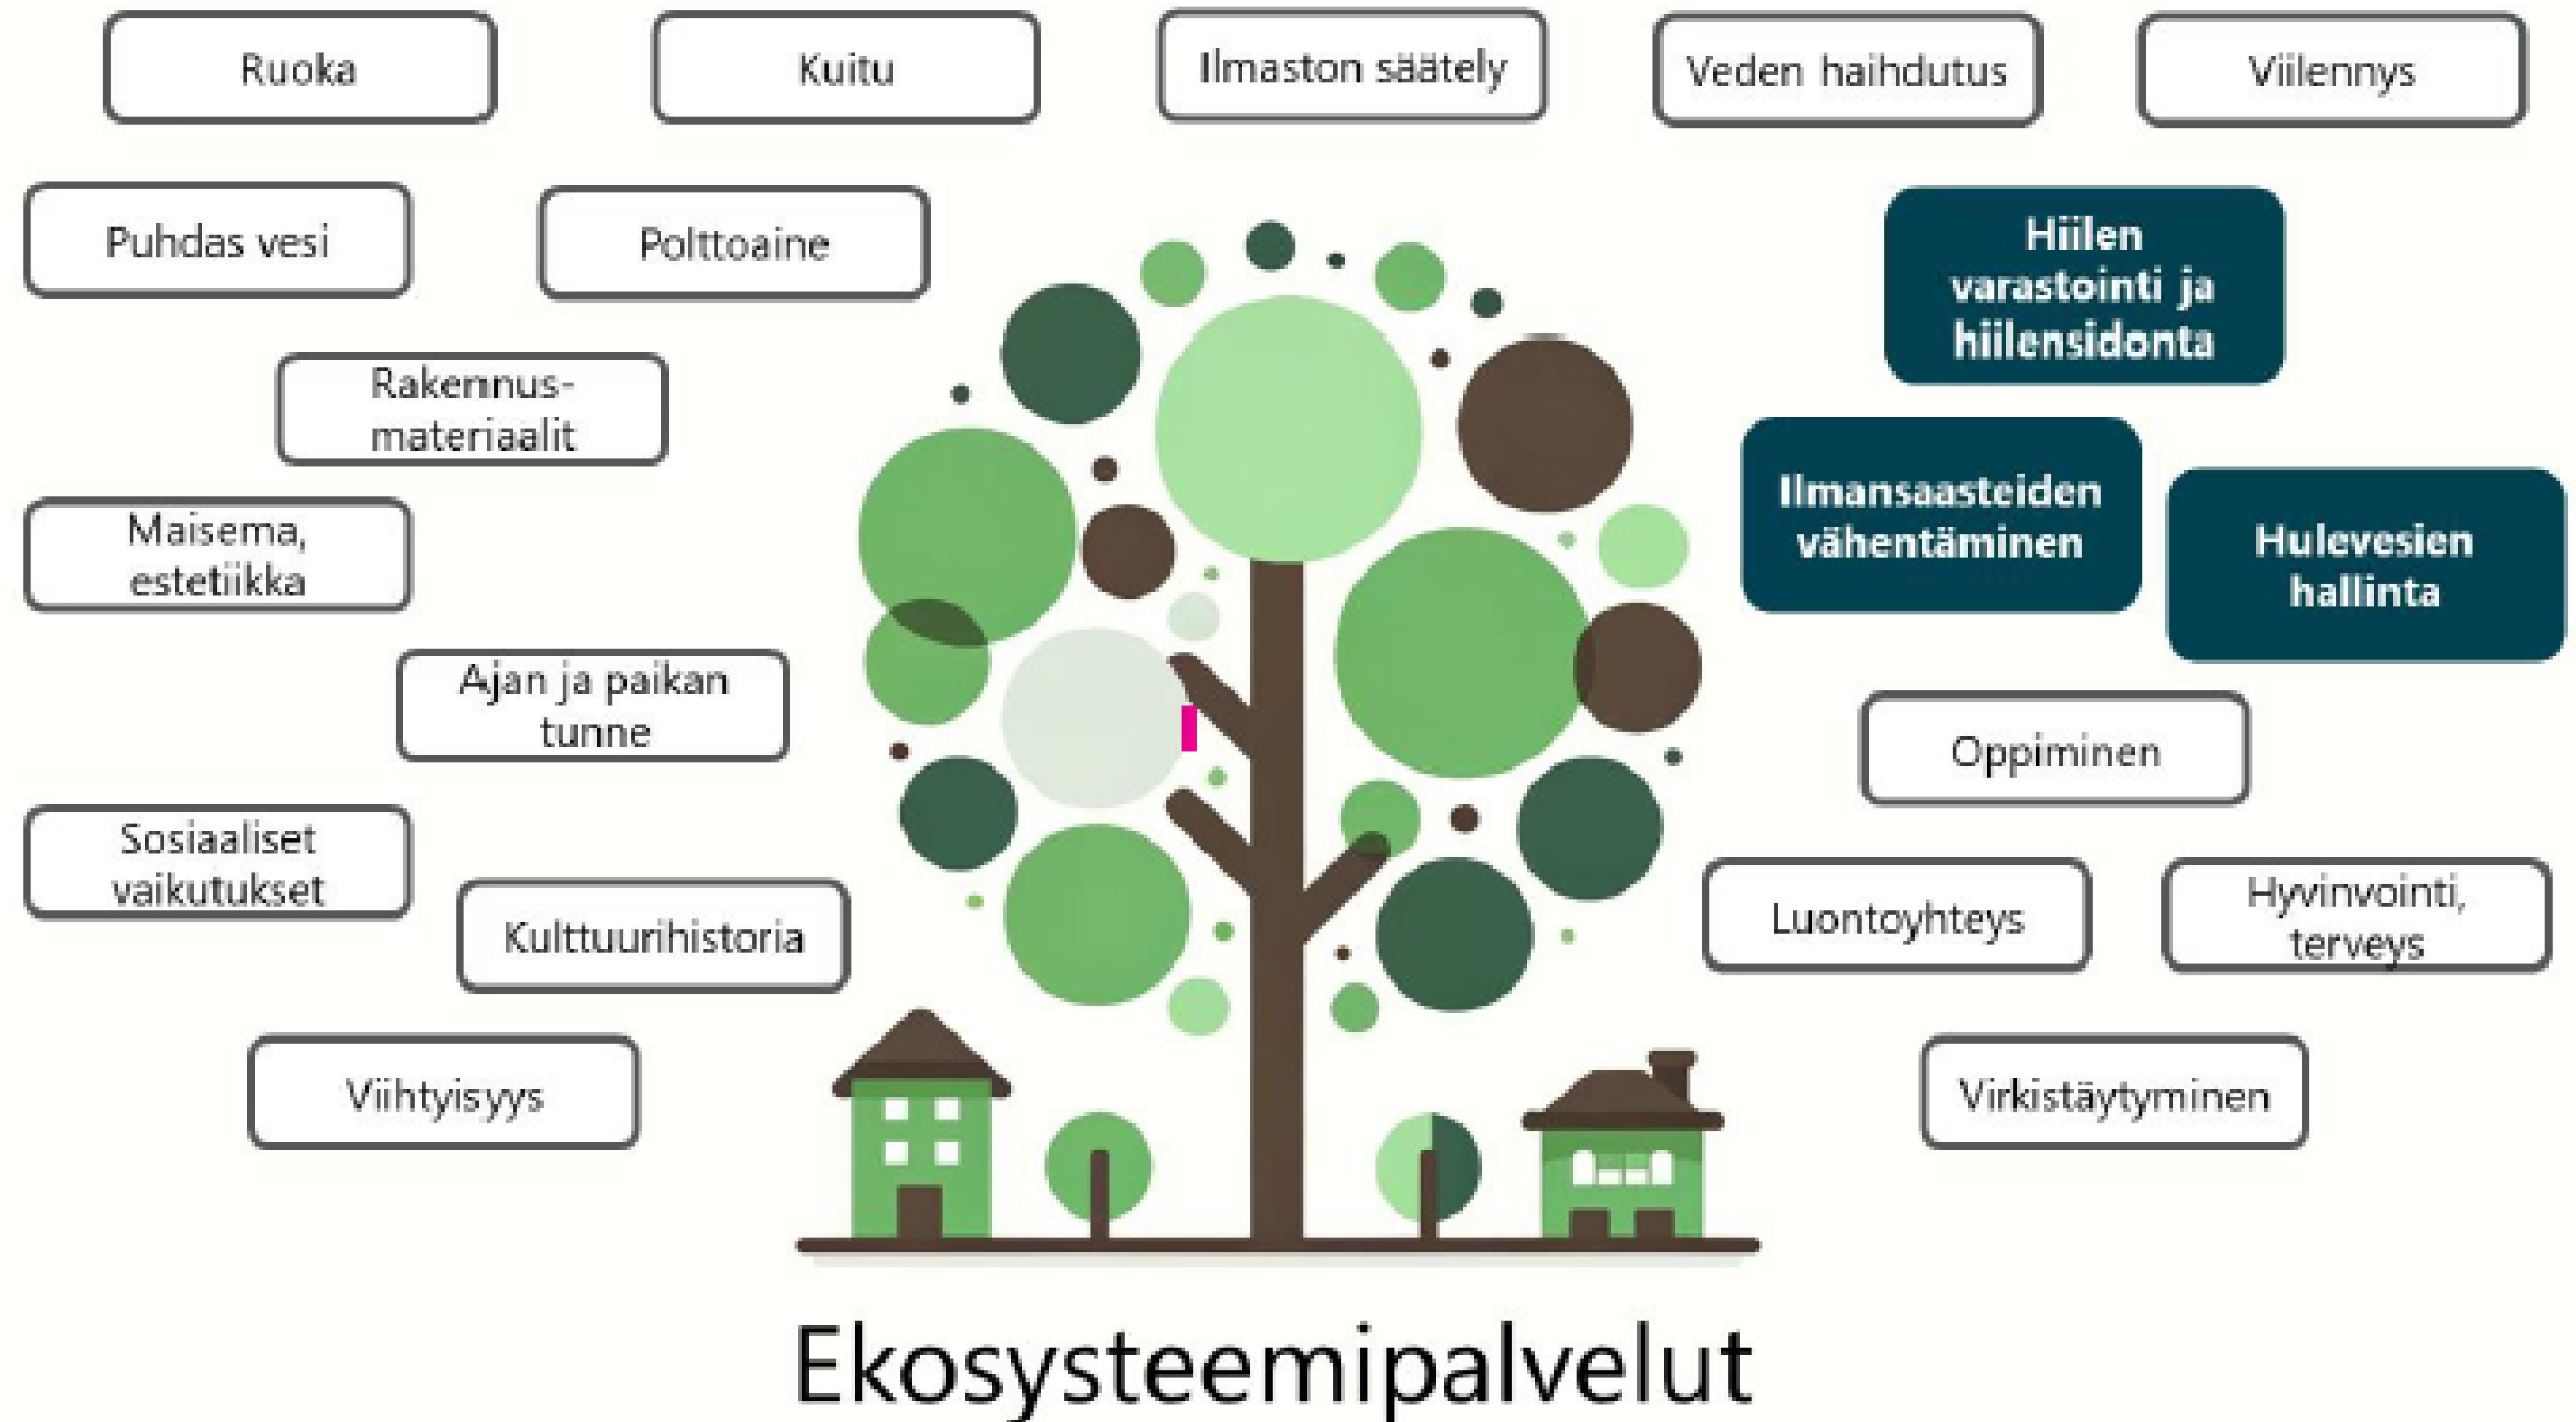 Ruoka
Kuitu
Ilmaston säätely
Veden haihdutus
Viilennys
Puhdas vesi
Polttoaine
Hiilen
varastointi ja
hiilensidonta
Rakennus-
materiaalit
Ilmansaasteiden
vähentäminen
Hulevesien
hallinta
Maisema,
estetiikka
Ajan ja paikan
tunne
Oppiminen
Sosiaaliset
vaikutukset
Kulttuurihistoria
Luontoyhteys
Hyvinvointi,
terveys
Viihtyisyys
Virkistäytyminen
Ekosysteemipalvelut